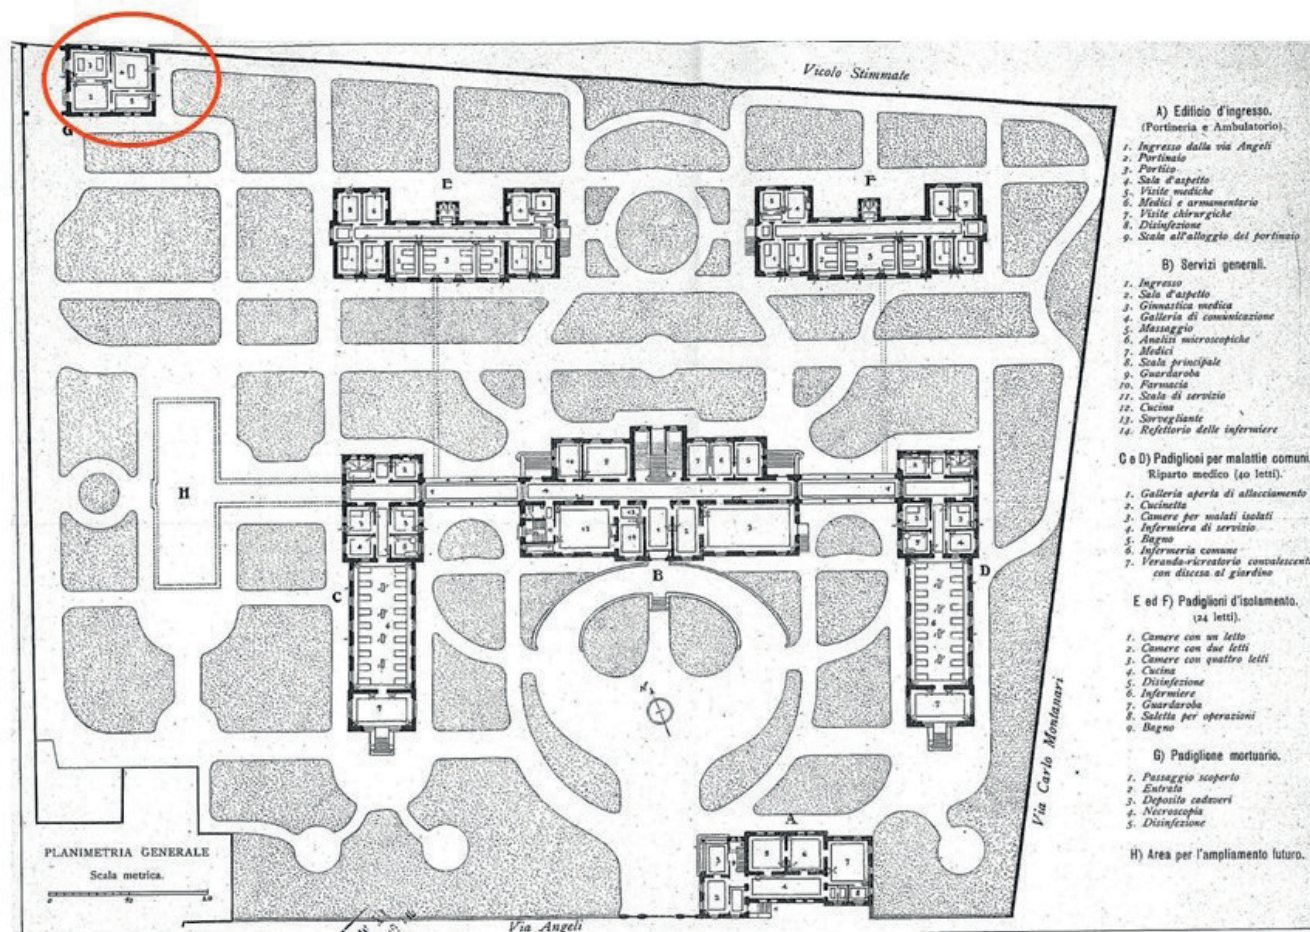 Vicolo Stimmate
G
E
F
H
B
C
D
A
Via Carlo Montanari
Via Angeli
PLANIMETRIA GENERALE
Scala metrica.
A) Edificio d'ingresso.
(Portineria e Ambulatorio).
1. Ingresso dalla via Angeli
2. Portinaio
3. Portico
4. Sala d'aspetto
5. Visite mediche
6. Medici e armamentario
7. Visite chirurgiche
8. Disinfezione
9. Scala all'alloggio del portinaio
B) Servizi generali.
1. Ingresso
2. Sala d'aspetto
3. Ginnastica medica
4. Galleria di comunicazione
5. Massaggio
6. Analisi microscopiche
7. Medici
8. Scala principale
9. Guardaroba
10. Farmacia
11. Scala di servizio
12. Cucina
13. Sorvegliante
14. Refettorio delle infermiere
C e D) Padiglioni per malattie comuni.
Riparto medico (40 letti).
1. Galleria aperta di allacciamento
2. Cucinetta
3. Camere per malati isolati
4. Infermiera di servizio
5. Bagno
6. Infermeria comune
7. Veranda-ricreatorio convalescenti
con discesa al giardino
E ed F) Padiglioni d'isolamento.
(24 letti).
1. Camere con un letto
2. Camere con due letti
3. Camere con quattro letti
4. Cucina
5. Disinfezione
6. Infermiere
7. Guardaroba
8. Saletta per operazioni
9. Bagno
G) Padiglione mortuario.
1. Passaggio scoperto
2 Entrata
3. Deposito cadaveri
4. Necroscopia
5. Disinfezione
H) Area per l'ampliamento futuro.